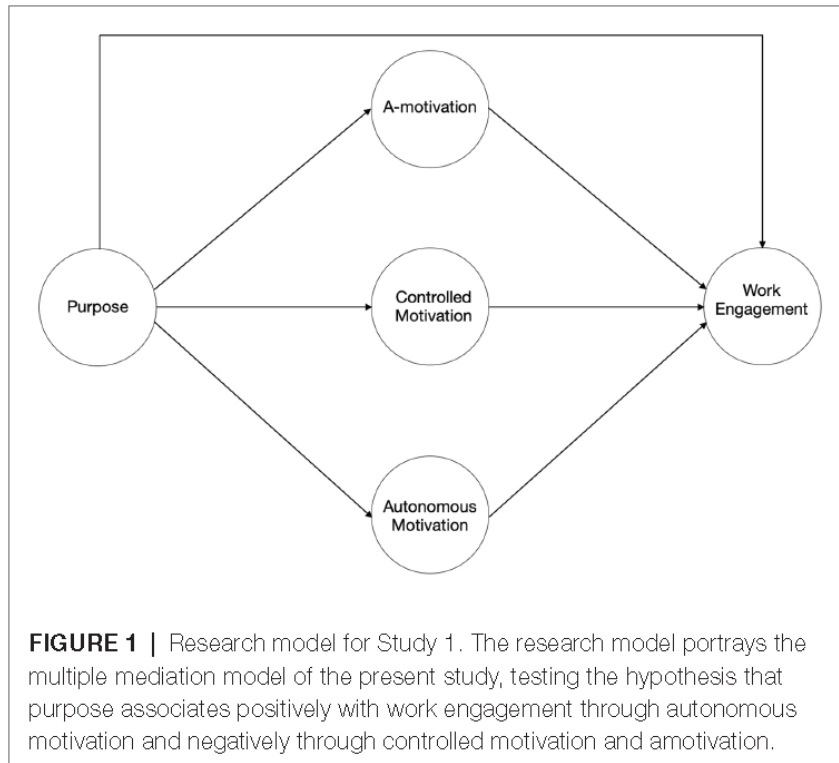 A-motivation
Purpose
Controlled
Motivation
Work
Engagement
Autonomous
Motivation
FIGURE 1 | Research model for Study 1. The research model portrays the
multiple mediation model of the present study, testing the hypothesis that
purpose associates positively with work engagement through autonomous
motivation and negatively through controlled motivation and amotivation.